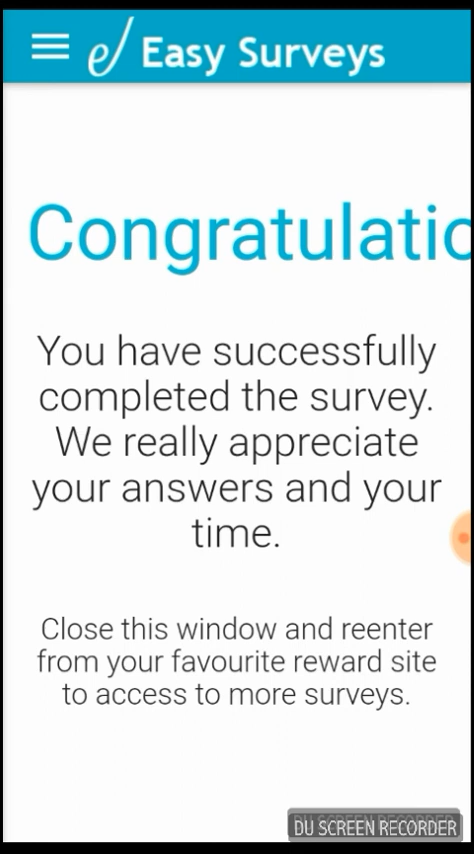 e/ Easy Surveys
Congratulatio
You have successfully
completed the survey.
We really appreciate
your answers and your
time.
Close this window and reenter
from your favourite reward site
to access to more surveys.
DU SCREEN RECORDER